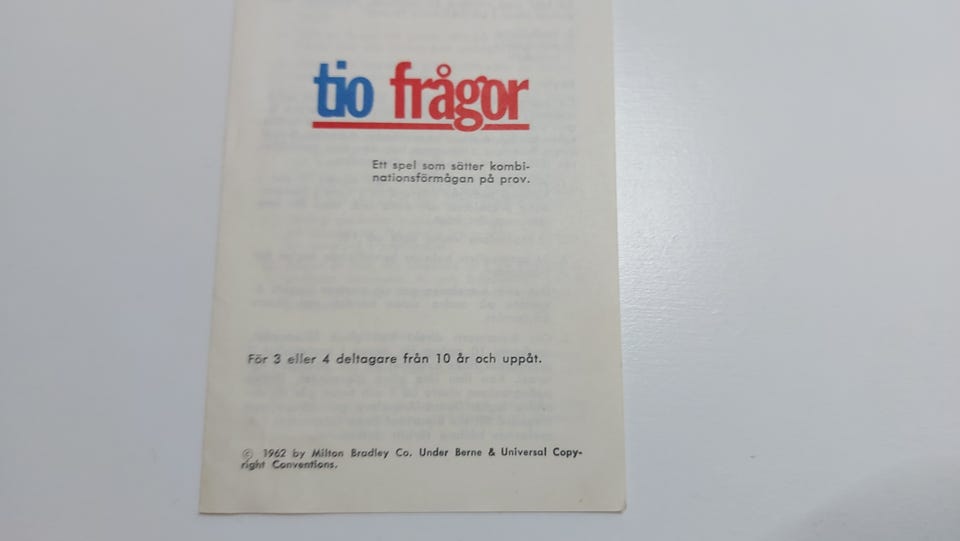 tio frågor
Ett spel som sätter kombi-
nationsförmågan på prov.
För 3 eller 4 deltagare från 10 år och uppåt.
© 1962 by Milton Bradley Co. Under Berne & Universal Copy-
right Conventions.